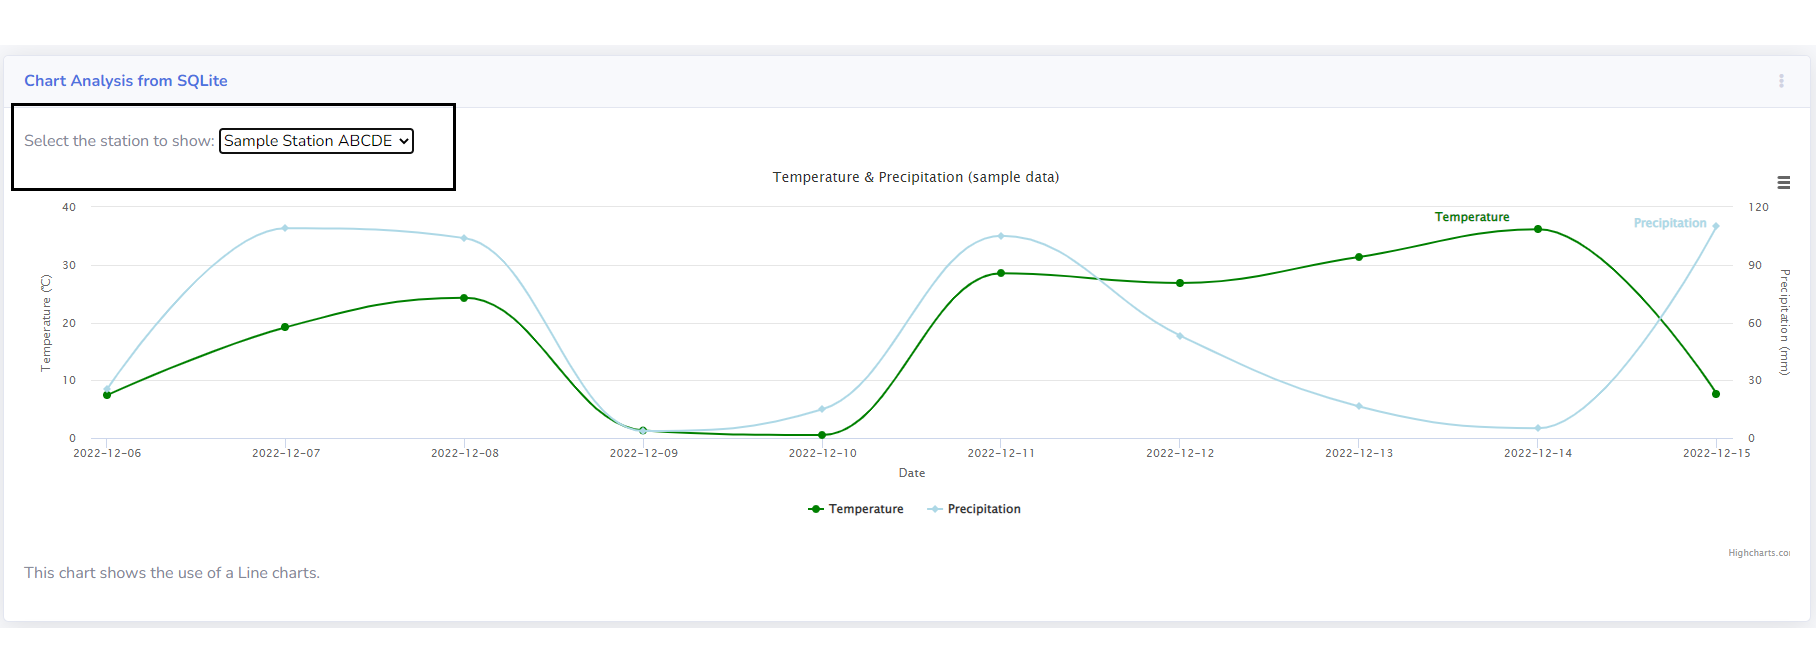 Chart Analysis from SQLite
Select the station to show: Sample Station ABCDE
Temperature & Precipitation (sample data)
40
30
20
10
0
Temperature (℃)
120
90
60
30
0
Precipitation (mm)
Temperature
Precipitation
2022-12-06 2022-12-07 2022-12-08 2022-12-09 2022-12-10 2022-12-11 2022-12-12 2022-12-13 2022-12-14 2022-12-15
Date
Temperature Precipitation
Highcharts.co
This chart shows the use of a Line charts.